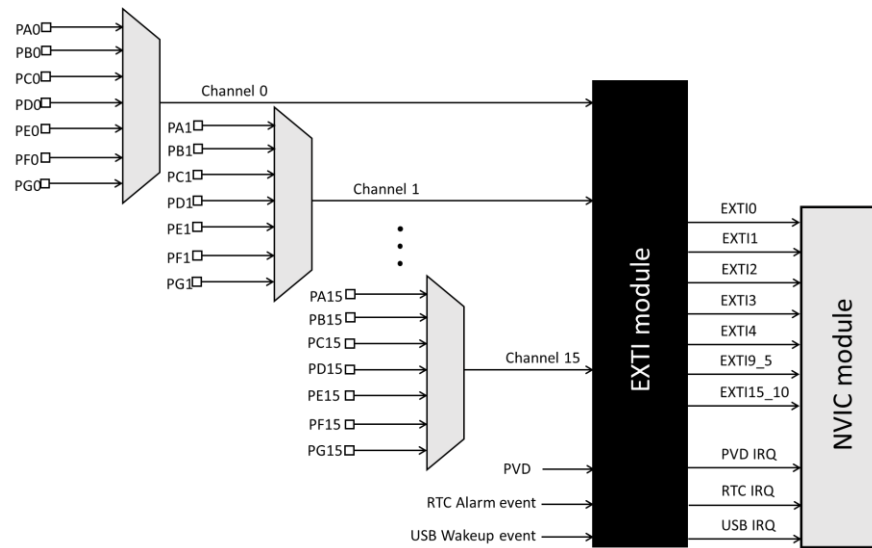 PA0
PB0
PC0
PD0
PE0
PF0
PG0
Channel 0
PA1
PB1
PC1
PD1
PE1
PF1
PG1
Channel 1
PA15
PB15
PC15
PD15
PE15
PF15
PG15
Channel 15
PVD
RTC Alarm event
USB Wakeup event
EXTI module
EXTI0
EXTI1
EXTI2
EXTI3
EXTI4
EXTI9_5
EXTI15_10
PVD IRQ
RTC IRQ
USB IRQ
NVIC module